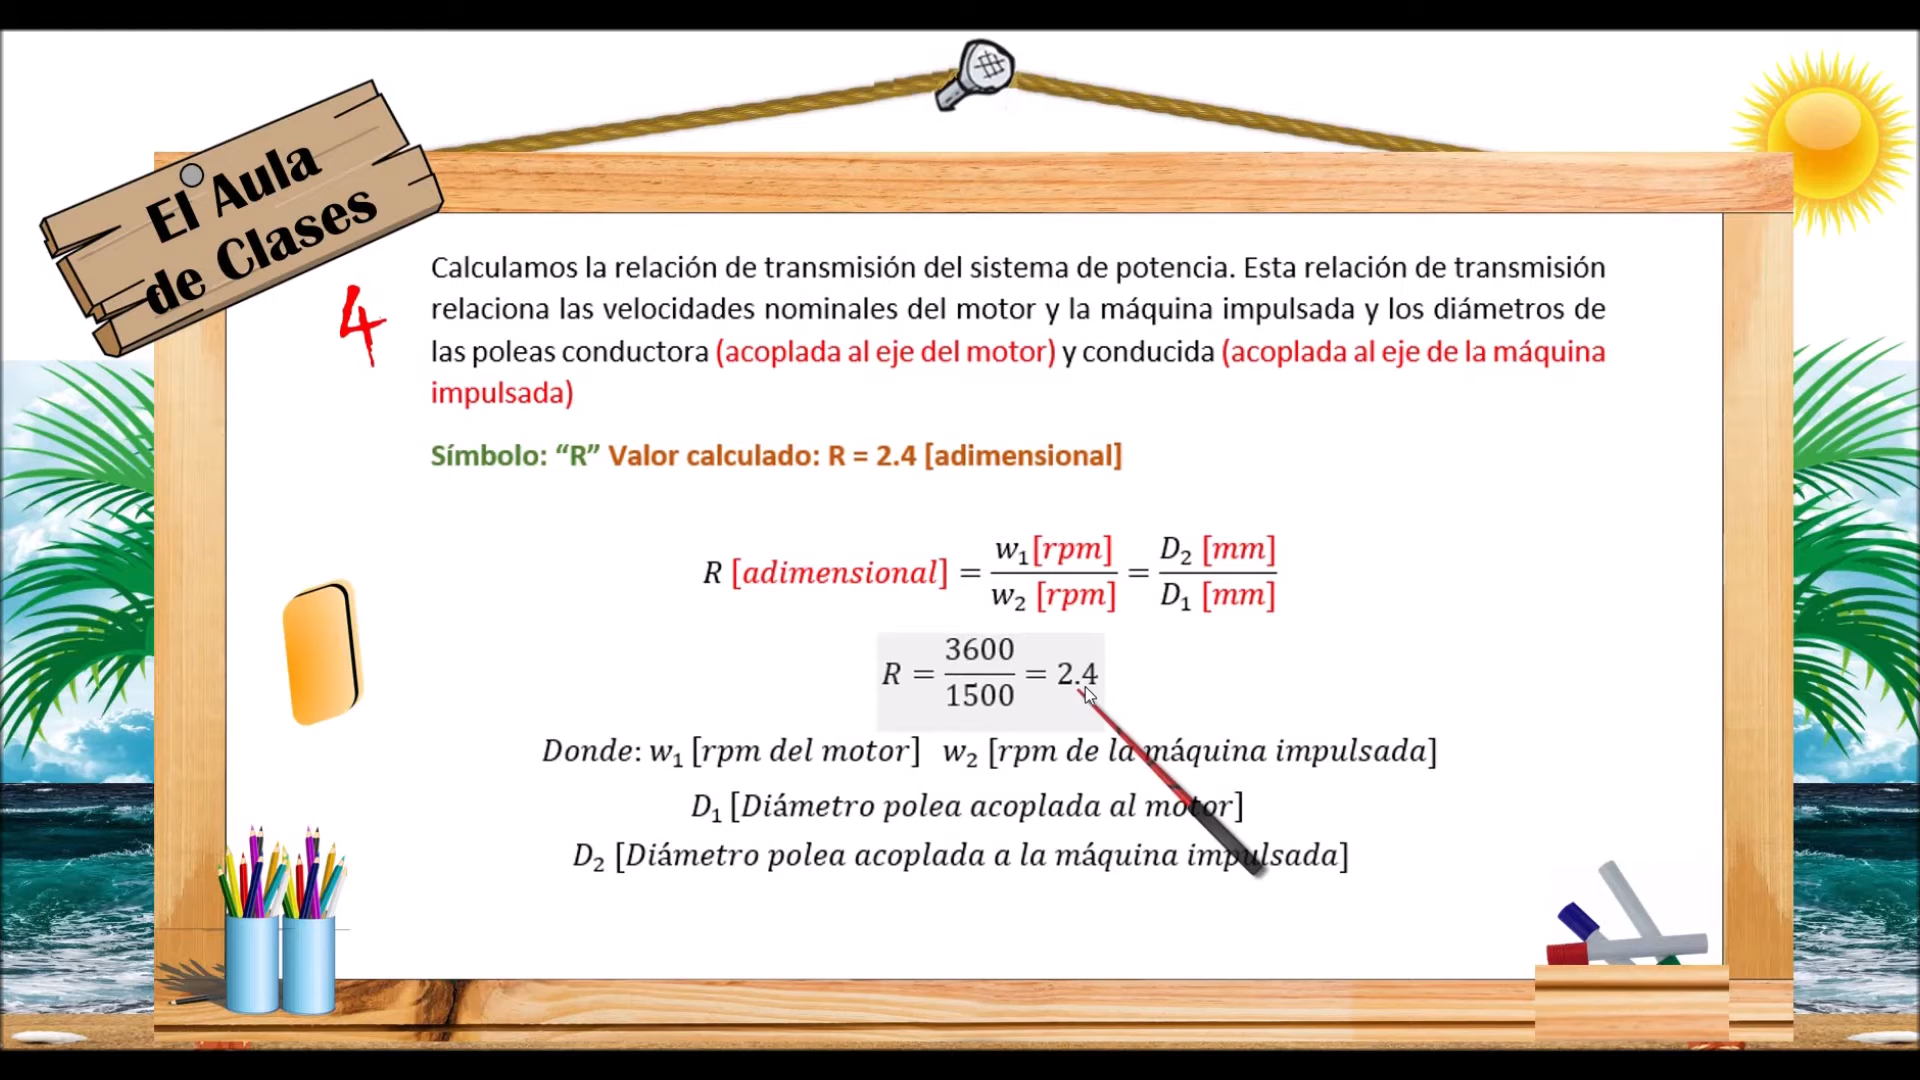 El Aula
de Clases
4
Calculamos la relación de transmisión del sistema de potencia. Esta relación de transmisión
relaciona las velocidades nominales del motor y la máquina impulsada y los diámetros de
las poleas conductora (acoplada al eje del motor) y conducida (acoplada al eje de la máquina
impulsada)
Símbolo: “R” Valor calculado: R = 2.4 [adimensional]
R [adimensional] = w₁[rpm] / w₂ [rpm] = D₂ [mm] / D₁ [mm]
R = 3600 / 1500 = 2.4
Donde: w₁ [rpm del motor] w₂ [rpm de la máquina impulsada]
D₁ [Diámetro polea acoplada al motor]
D₂ [Diámetro polea acoplada a la máquina impulsada]